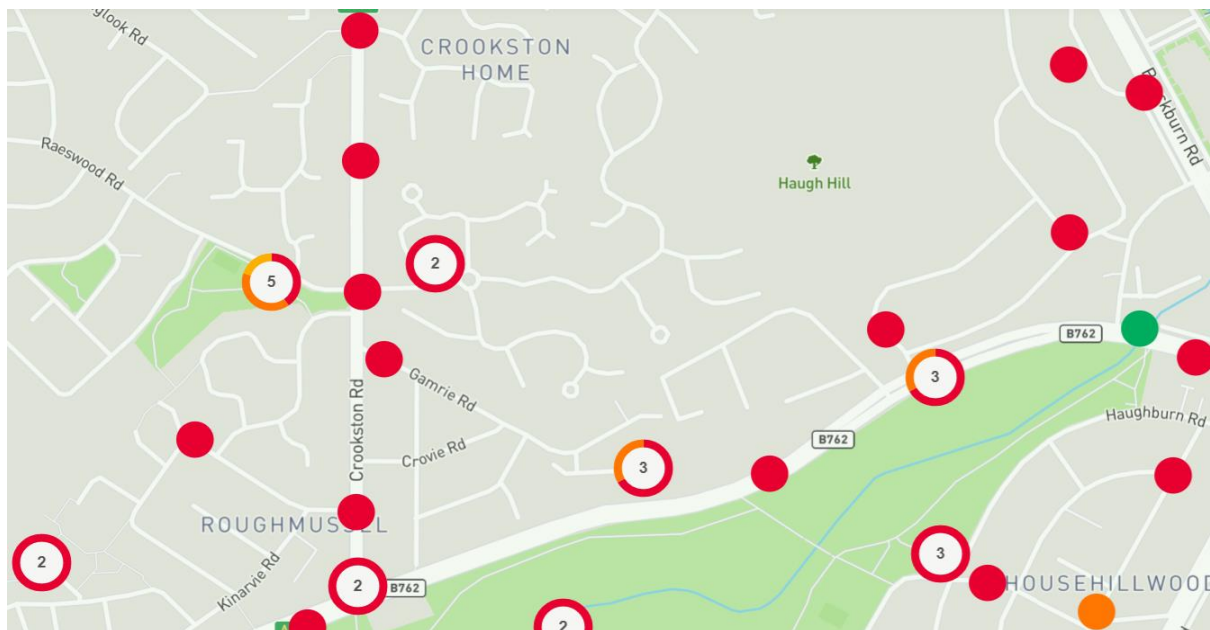 CROOKSTON
HOME
Raeswood Rd
Haugh Hill
2
5
B762
3
Gamrie Rd
Crookston Rd
Haughburn Rd
B762
Crovie Rd
3
ROUGHMUSSEL
3
2
Kinarvie Rd
2
B762
HOUSEHILLWOOD
2